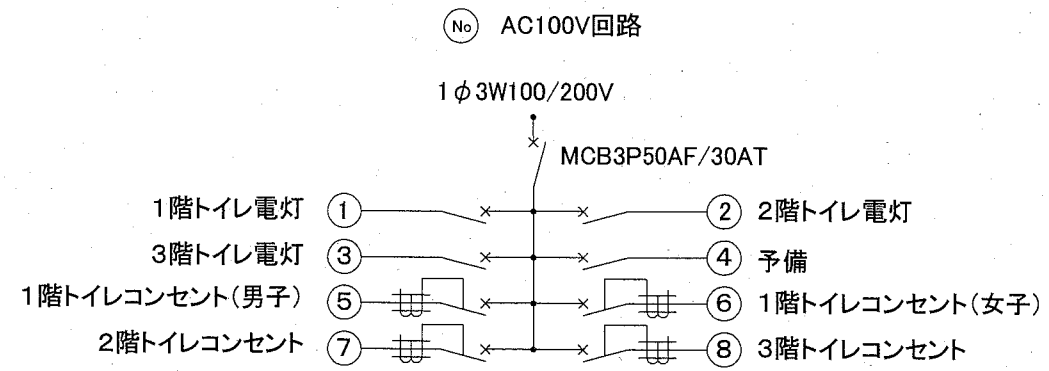 No AC100V回路
1φ3W100/200V
MCB3P50AF/30AT
1階トイレ電灯 ① ② 2階トイレ電灯
3階トイレ電灯 ③ ④ 予備
1階トイレコンセント(男子) ⑤ ⑥ 1階トイレコンセント(女子)
2階トイレコンセント ⑦ ⑧ 3階トイレコンセント